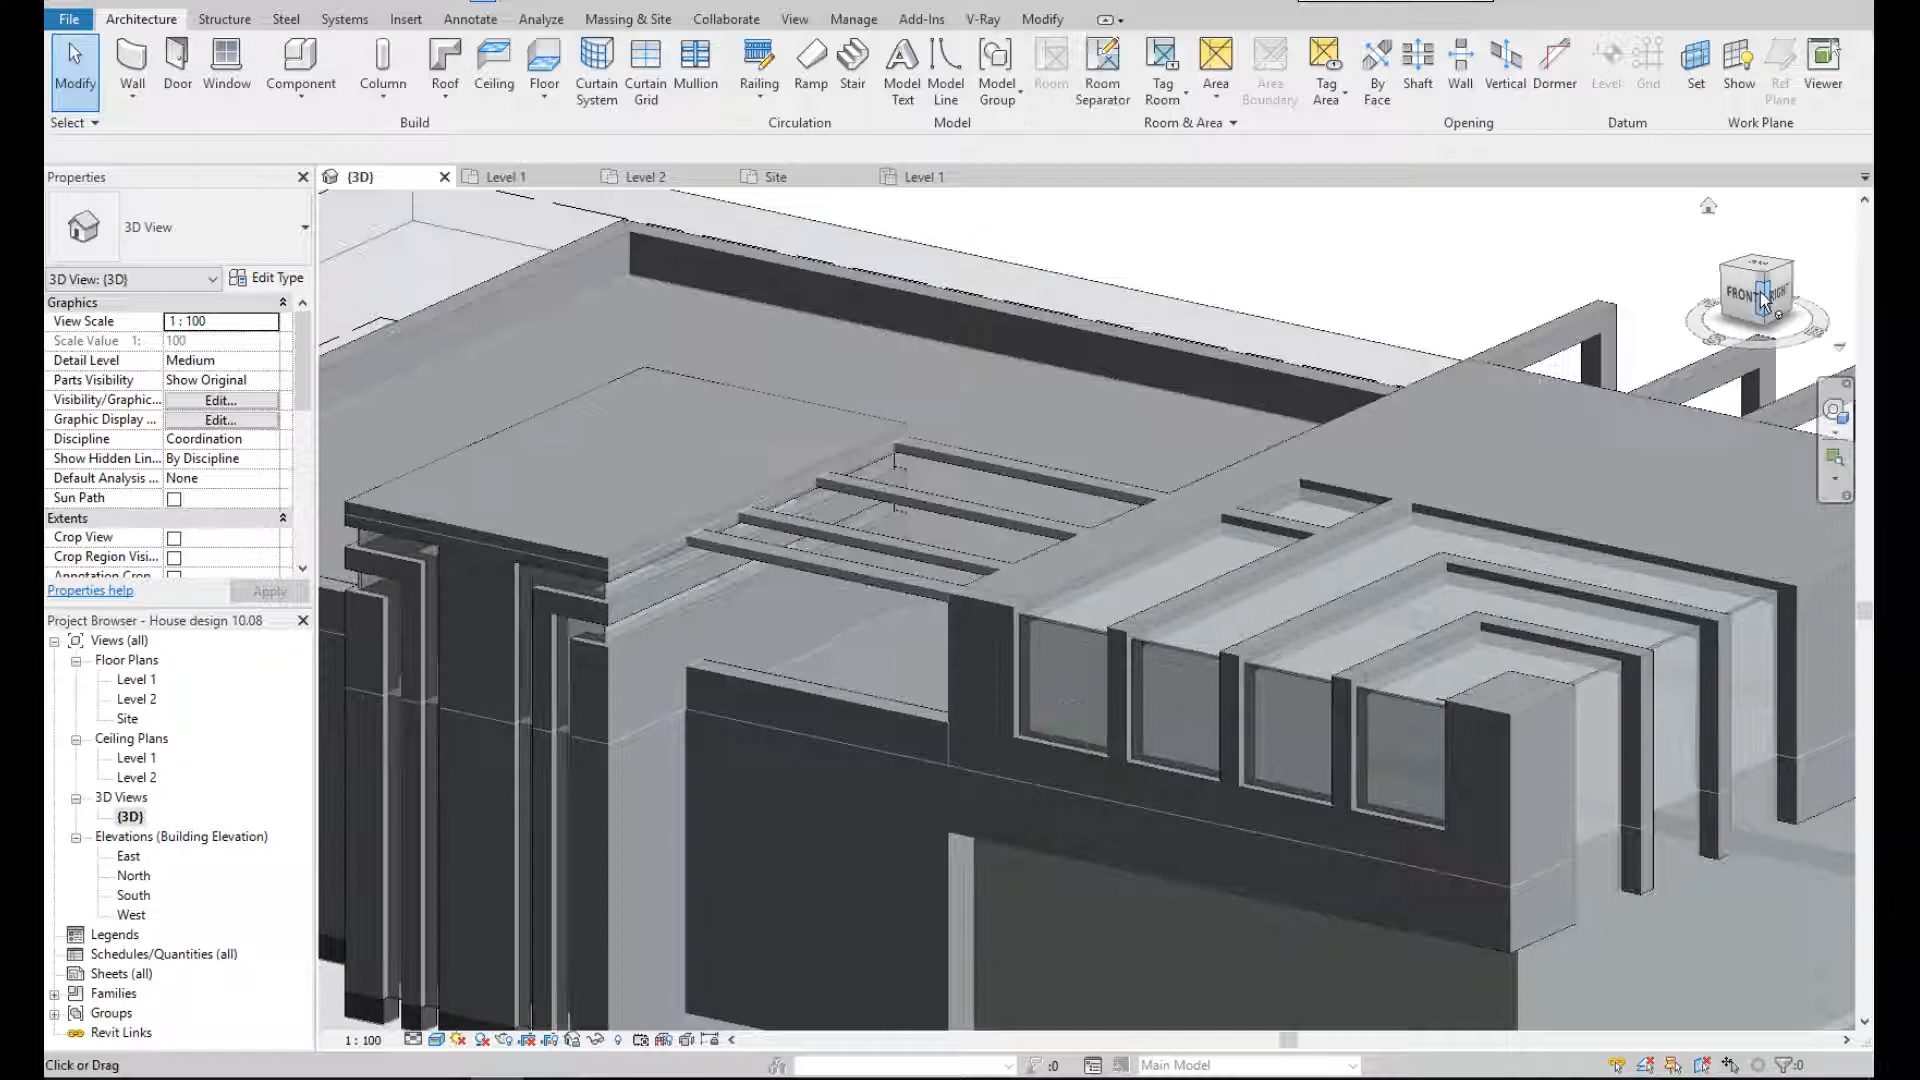 File Architecture Structure Steel Systems Insert Annotate Analyze Massing & Site Collaborate View Manage Add-Ins V-Ray Modify
Modify Wall Door Window Component Column Roof Ceiling Floor Curtain System Curtain Grid Mullion Railing Ramp Stair Model Text Model Line Model Group Room Room Separator Tag Room Area Area Boundary Tag Area By Face Shaft Wall Vertical Dormer Level Grid Set Show Ref Plane Viewer
Select Build Circulation Model Room & Area Opening Datum Work Plane
Properties
{3D} Level 1 Level 2 Site Level 1
3D View
3D View: {3D} Edit Type
Graphics
View Scale 1 : 100
Scale Value 1: 100
Detail Level Medium
Parts Visibility Show Original
Visibility/Graphic... Edit...
Graphic Display ... Edit...
Discipline Coordination
Show Hidden Lin... By Discipline
Default Analysis ... None
Sun Path
Extents
Crop View
Crop Region Visi...
Annotation Crop
Properties help Apply
Project Browser - House design 10.08
Views (all)
Floor Plans
Level 1
Level 2
Site
Ceiling Plans
Level 1
Level 2
3D Views
{3D}
Elevations (Building Elevation)
East
North
South
West
Legends
Schedules/Quantities (all)
Sheets (all)
Families
Groups
Revit Links
FRONT RIGHT
1 : 100
Click or Drag
:0
Main Model
:0